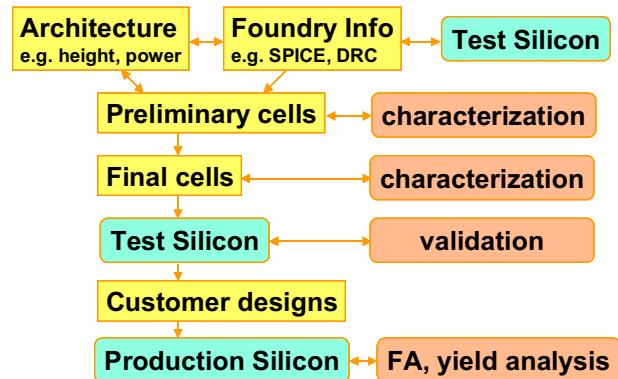 Architecture
e.g. height, power
Foundry Info
e.g. SPICE, DRC
Test Silicon
Preliminary cells
characterization
Final cells
characterization
Test Silicon
validation
Customer designs
Production Silicon
FA, yield analysis